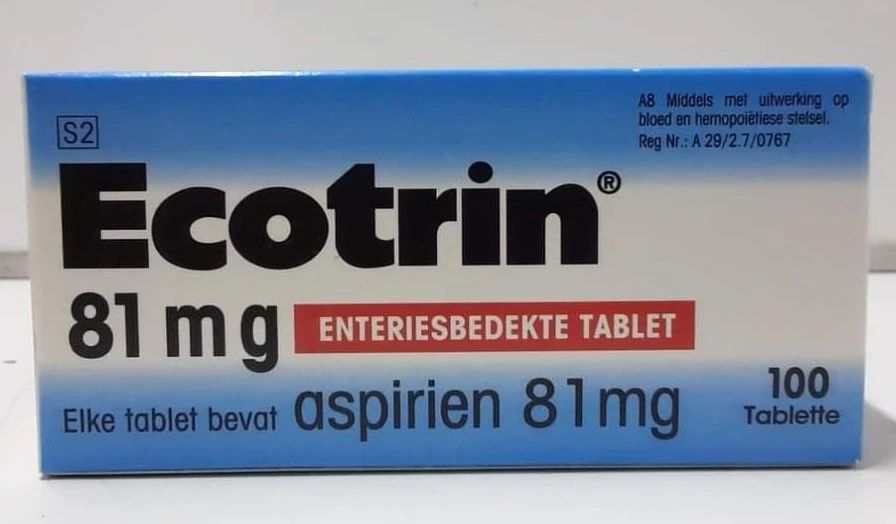 A8 Middels met uitwerking op
bloed en hemopoiëtiese stelsel.
Reg Nr.: A 29/2.7/0767
S2
Ecotrin®
81 mg ENTERIESBEDEKTE TABLET
Elke tablet bevat aspirien 81mg
100
Tablette